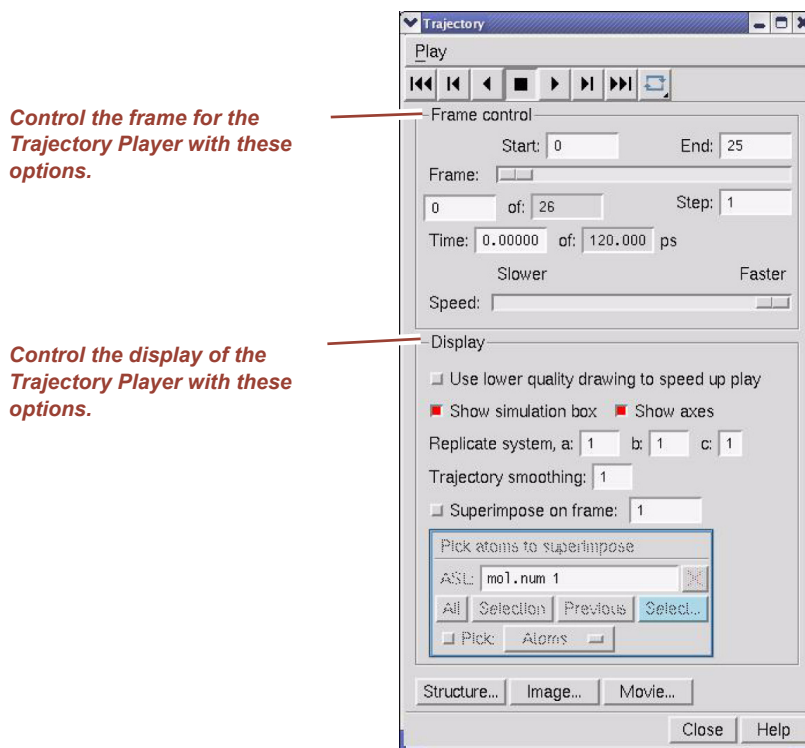 Trajectory
Play
Control the frame for the
Trajectory Player with these
options.
Frame control
Start: 0 End: 25
Frame:
0 of: 26 Step: 1
Time: 0.00000 of: 120.000 ps
Slower Faster
Speed:
Control the display of the
Trajectory Player with these
options.
Display
Use lower quality drawing to speed up play
Show simulation box Show axes
Replicate system, a: 1 b: 1 c: 1
Trajectory smoothing: 1
Superimpose on frame: 1
Pick atoms to superimpose
ASL: mol.num 1
All Selection Previous Select...
Pick: Atoms
Structure... Image... Movie...
Close Help